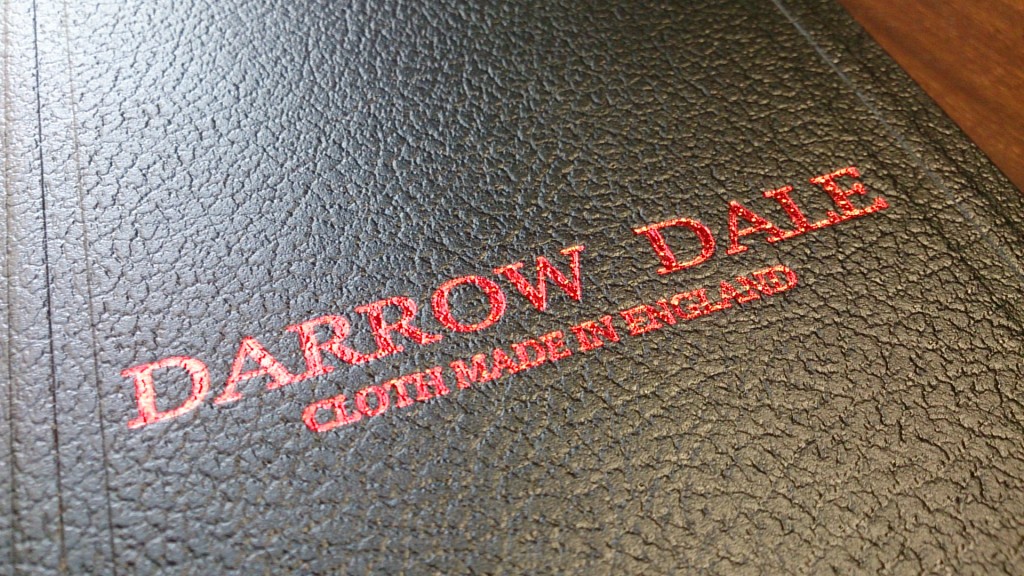 DARROW DALE
CLOTH MADE IN ENGLAND